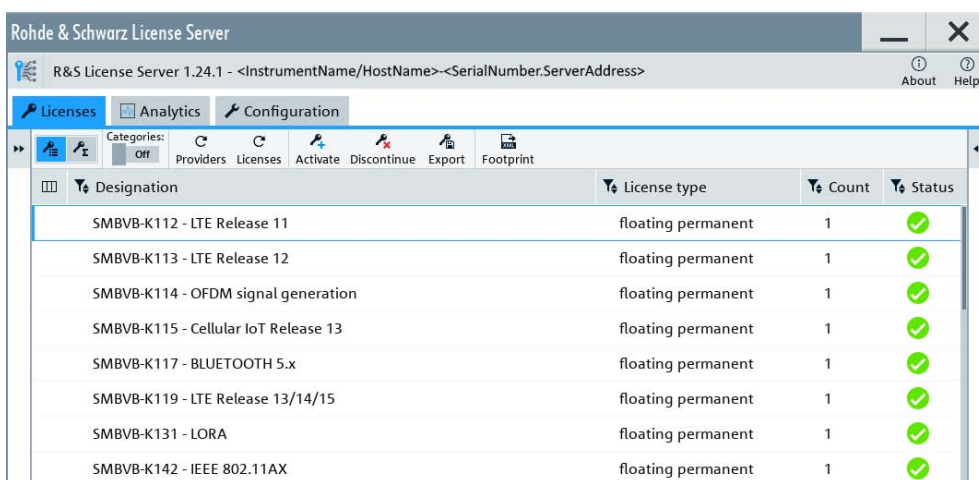 Rohde & Schwarz License Server
R&S License Server 1.24.1 - <InstrumentName/HostName>-<SerialNumber.ServerAddress>
About Help
Licenses Analytics Configuration
Categories:
Off
Providers Licenses Activate Discontinue Export Footprint
Designation License type Count Status
SMBVB-K112 - LTE Release 11 floating permanent 1
SMBVB-K113 - LTE Release 12 floating permanent 1
SMBVB-K114 - OFDM signal generation floating permanent 1
SMBVB-K115 - Cellular IoT Release 13 floating permanent 1
SMBVB-K117 - BLUETOOTH 5.x floating permanent 1
SMBVB-K119 - LTE Release 13/14/15 floating permanent 1
SMBVB-K131 - LORA floating permanent 1
SMBVB-K142 - IEEE 802.11AX floating permanent 1